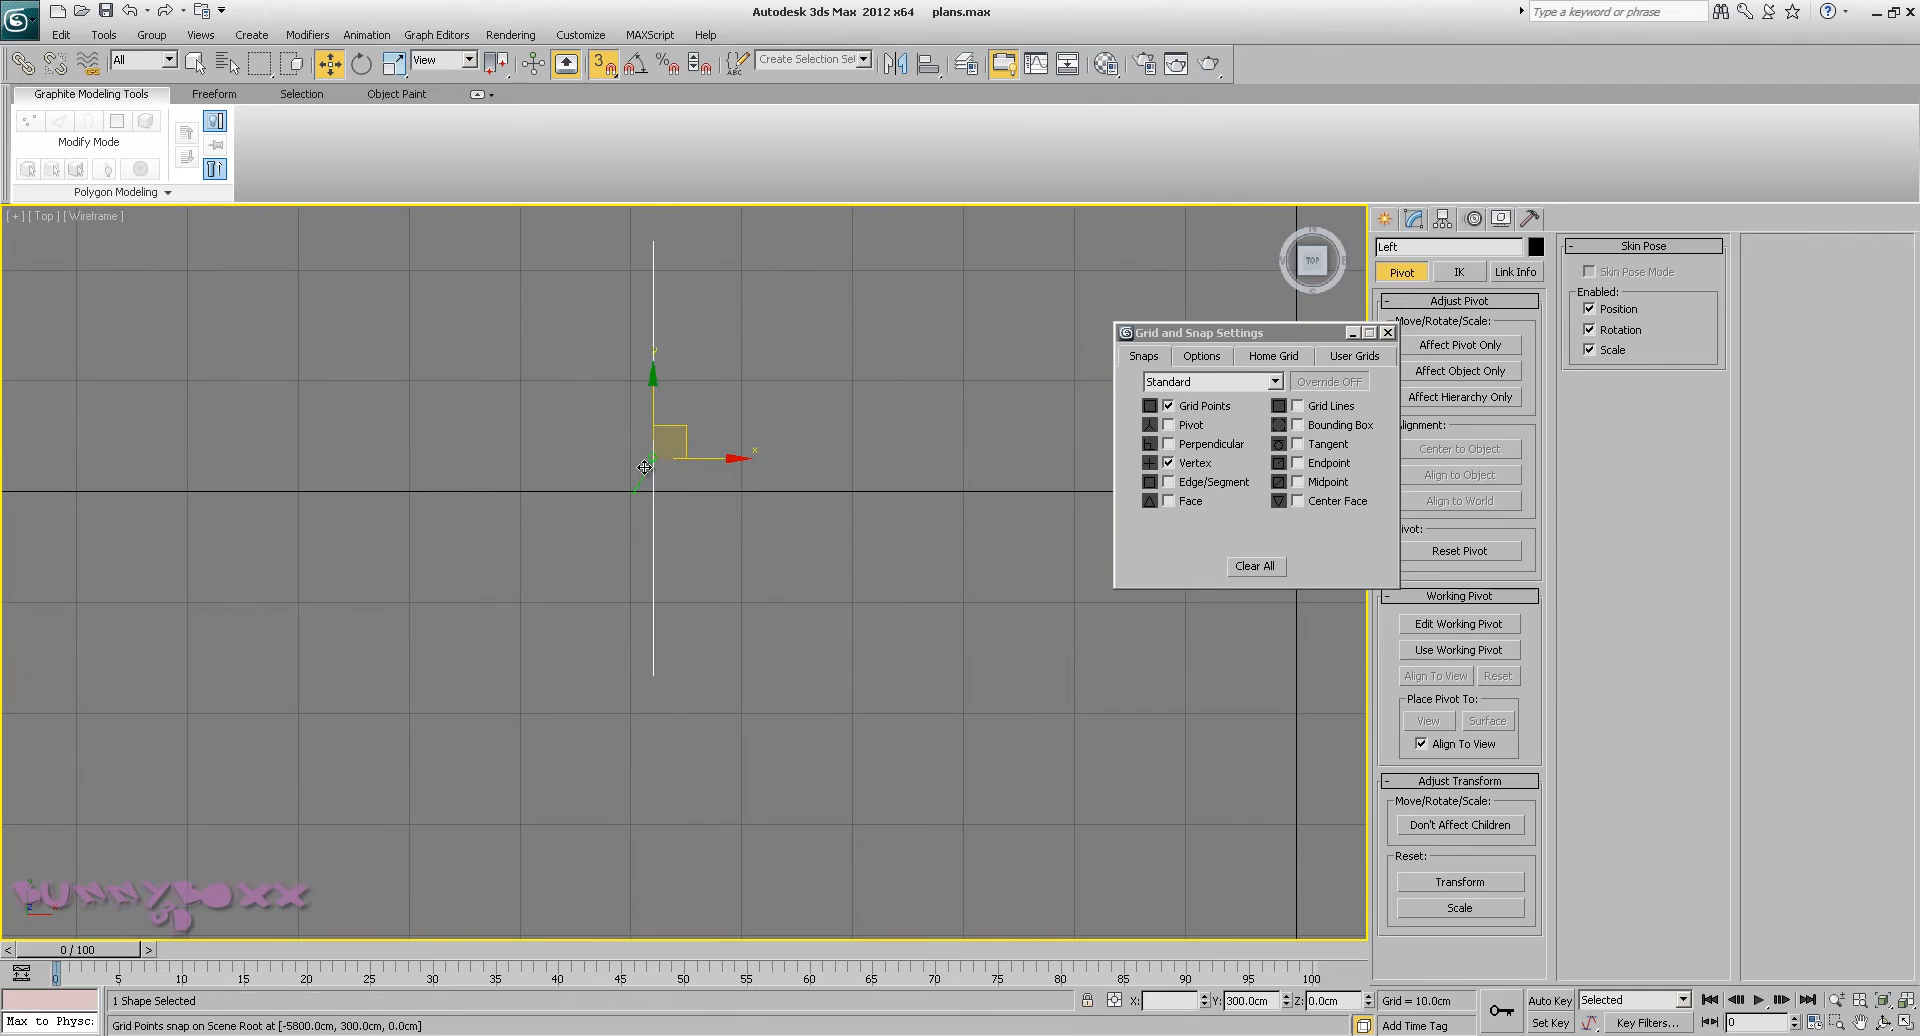 Autodesk 3ds Max 2012 x64 plans.max
Type a keyword or phrase
Edit Tools Group Views Create Modifiers Animation Graph Editors Rendering Customize MAXScript Help
All View 3 Create Selection Sel
Graphite Modeling Tools Freeform Selection Object Paint
Modify Mode
Polygon Modeling
[ + ] [ Top ] [ Wireframe ]
TOP
y
x
Grid and Snap Settings
Snaps Options Home Grid User Grids
Standard Override OFF
Grid Points Grid Lines
Pivot Bounding Box
Perpendicular Tangent
Vertex Endpoint
Edge/Segment Midpoint
Face Center Face
Clear All
Left
Pivot IK Link Info
- Adjust Pivot
Move/Rotate/Scale:
Affect Pivot Only
Affect Object Only
Affect Hierarchy Only
Alignment:
Center to Object
Align to Object
Align to World
Pivot:
Reset Pivot
- Working Pivot
Edit Working Pivot
Use Working Pivot
Align To View Reset
Place Pivot To:
View Surface
Align To View
- Adjust Transform
Move/Rotate/Scale:
Don't Affect Children
Reset:
Transform
Scale
- Skin Pose
Skin Pose Mode
Enabled:
Position
Rotation
Scale
BUNNYBOXX
3D
< 0 / 100 >
0 5 10 15 20 25 30 35 40 45 50 55 60 65 70 75 80 85 90 95 100
1 Shape Selected X: Y: 300.0cm Z: 0.0cm Grid = 10.0cm Auto Key Selected
Max to Physc: Grid Points snap on Scene Root at [-5800.0cm, 300.0cm, 0.0cm] Add Time Tag Set Key Key Filters... 0